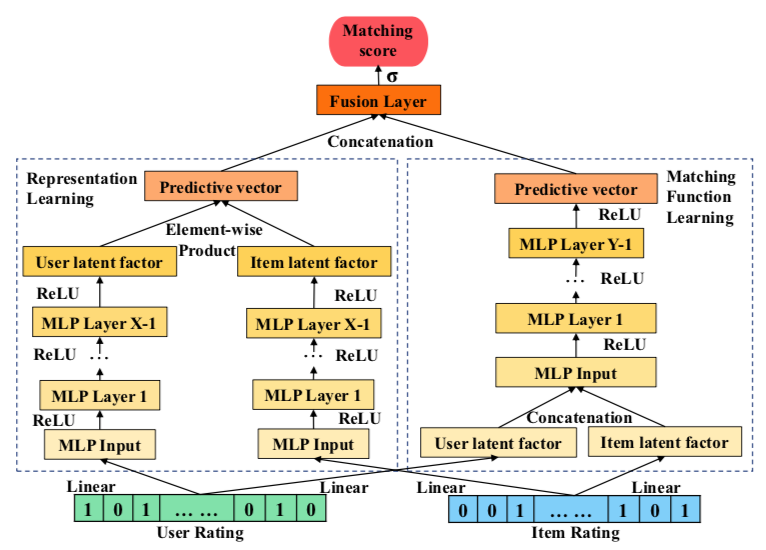 Matching
score
σ
Fusion Layer
Concatenation
Representation
Learning
Predictive vector
Element-wise
Product
User latent factor
Item latent factor
ReLU
ReLU
MLP Layer X-1
MLP Layer X-1
ReLU
...
ReLU
...
MLP Layer 1
MLP Layer 1
ReLU
ReLU
MLP Input
MLP Input
Matching
Function
Learning
Predictive vector
ReLU
MLP Layer Y-1
...
MLP Layer 1
ReLU
MLP Input
Concatenation
User latent factor
Item latent factor
Linear
Linear
Linear
Linear
1 0 1 ... ... 0 1 0
0 0 1 ... ... 1 0 1
User Rating
Item Rating